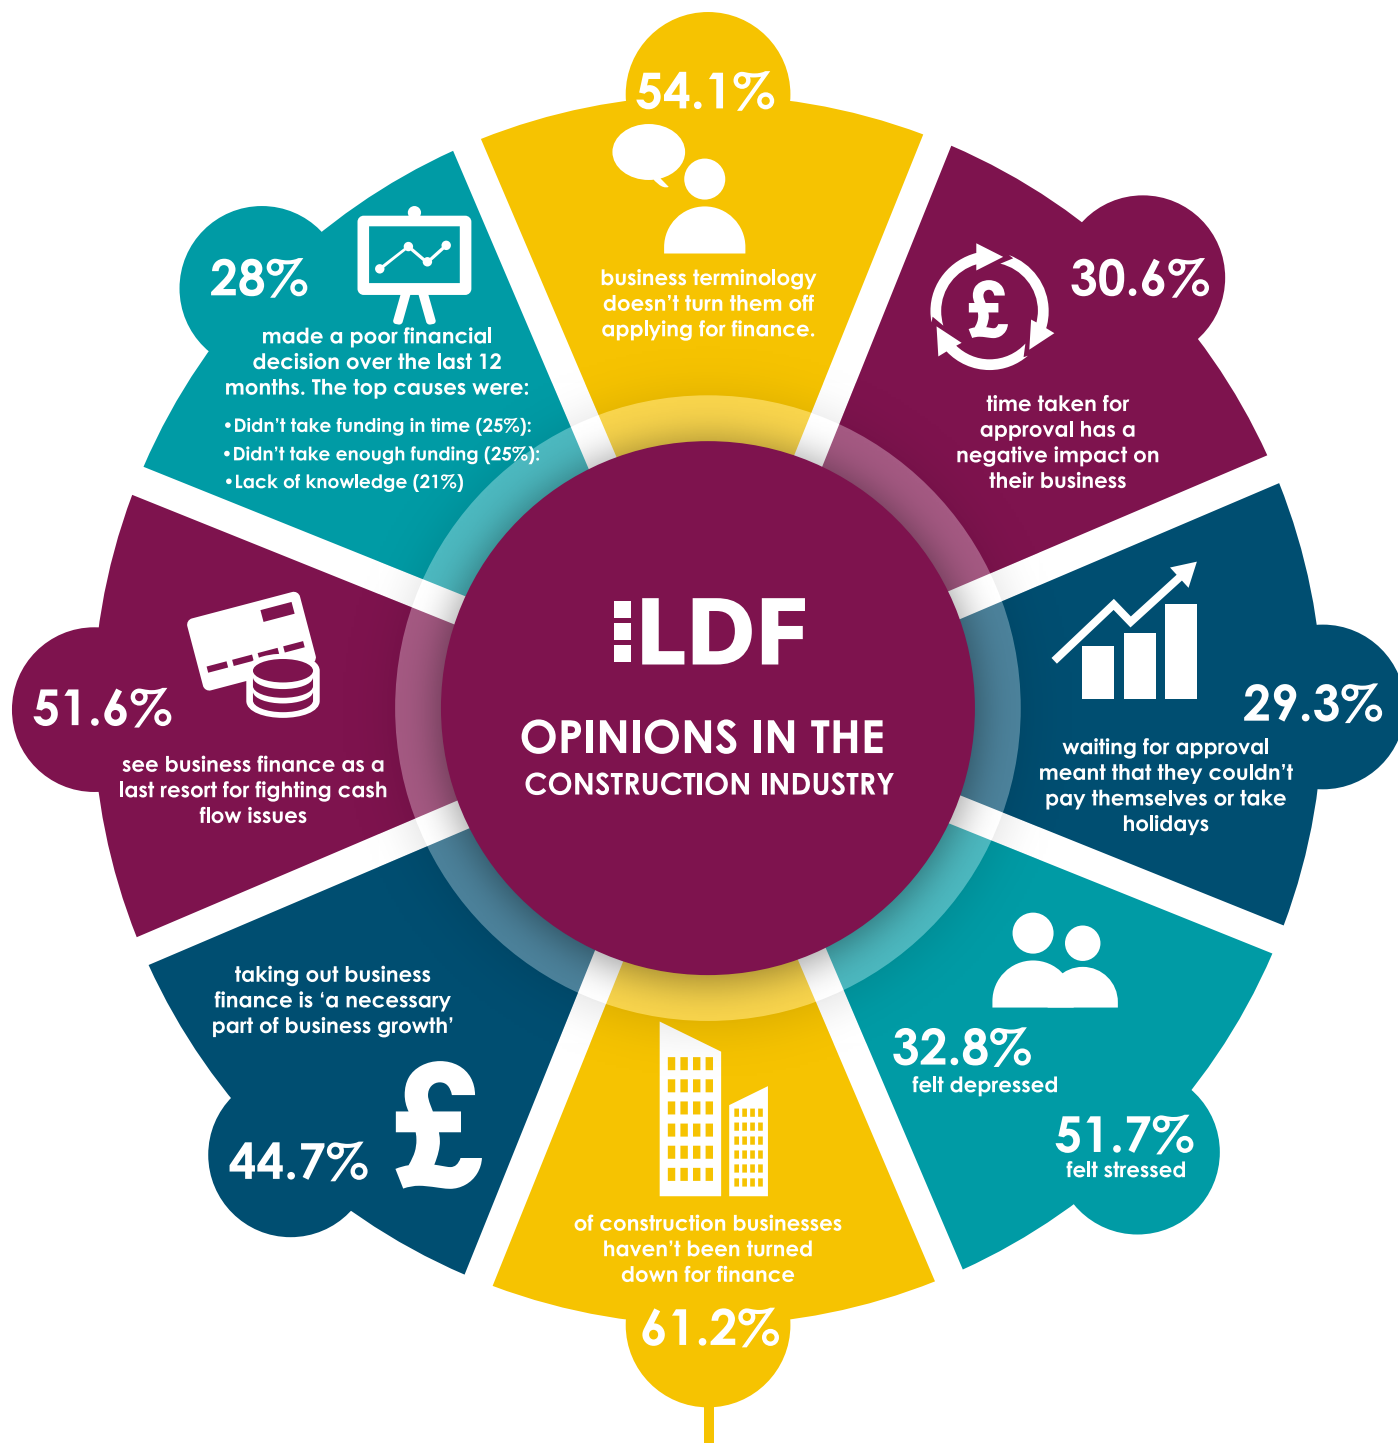 54.1%
business terminology
doesn't turn them off
applying for finance.
30.6%
£
time taken for
approval has a
negative impact on
their business
29.3%
waiting for approval
meant that they couldn't
pay themselves or take
holidays
32.8%
felt depressed
51.7%
felt stressed
of construction businesses
haven't been turned
down for finance
61.2%
taking out business
finance is 'a necessary
part of business growth'
£
44.7%
51.6%
see business finance as a
last resort for fighting cash
flow issues
28%
made a poor financial
decision over the last 12
months. The top causes were:
•Didn't take funding in time (25%):
•Didn't take enough funding (25%):
•Lack of knowledge (21%)
LDF
OPINIONS IN THE
CONSTRUCTION INDUSTRY